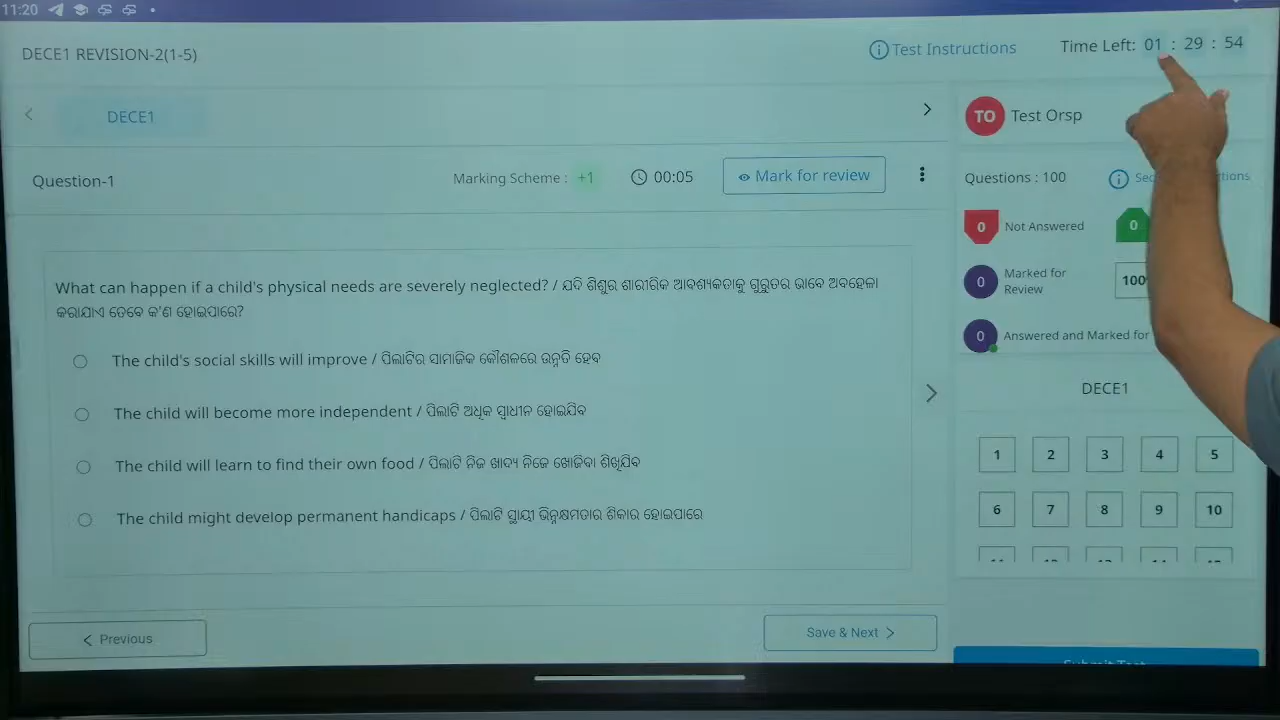 11:20
DECE1 REVISION-2(1-5)
Test Instructions
Time Left: 01 : 29 : 54
DECE1
TO Test Orsp
Question-1
Marking Scheme : +1
00:05
Mark for review
Questions : 100
0 Not Answered
0
0 Marked for
Review
100
0 Answered and Marked for
What can happen if a child's physical needs are severely neglected? / ଯଦି ଶିଶୁର ଶାରୀରିକ ଆବଶ୍ୟକତାକୁ ଗୁରୁତର ଭାବେ ଅବହେଳା
କରାଯାଏ ତେବେ କ'ଣ ହୋଇପାରେ?
The child's social skills will improve / ପିଲାଟିର ସାମାଜିକ କୌଶଳରେ ଉନ୍ନତି ହେବ
The child will become more independent / ପିଲାଟି ଅଧିକ ସ୍ୱାଧୀନ ହୋଇଯିବ
The child will learn to find their own food / ପିଲାଟି ନିଜ ଖାଦ୍ୟ ନିଜେ ଖୋଜିବା ଶିଖିଯିବ
The child might develop permanent handicaps / ପିଲାଟି ସ୍ଥାୟୀ ଭିନ୍ନକ୍ଷମତାର ଶିକାର ହୋଇପାରେ
DECE1
1 2 3 4 5
6 7 8 9 10
Previous
Save & Next